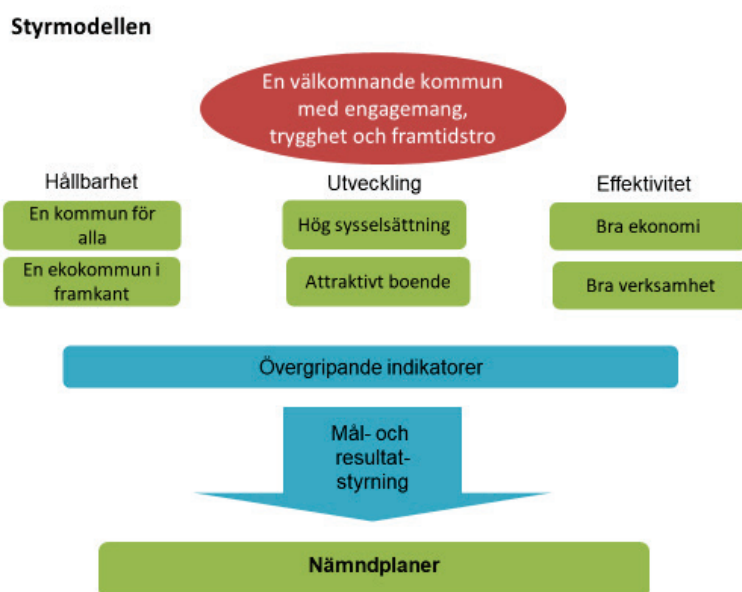 Styrmodellen
En välkomnande kommun
med engagemang,
trygghet och framtidstro
Hållbarhet
En kommun för
alla
En ekokommun i
framkant
Utveckling
Hög sysselsättning
Attraktivt boende
Effektivitet
Bra ekonomi
Bra verksamhet
Övergripande indikatorer
Mål- och
resultat-
styrning
Nämndplaner